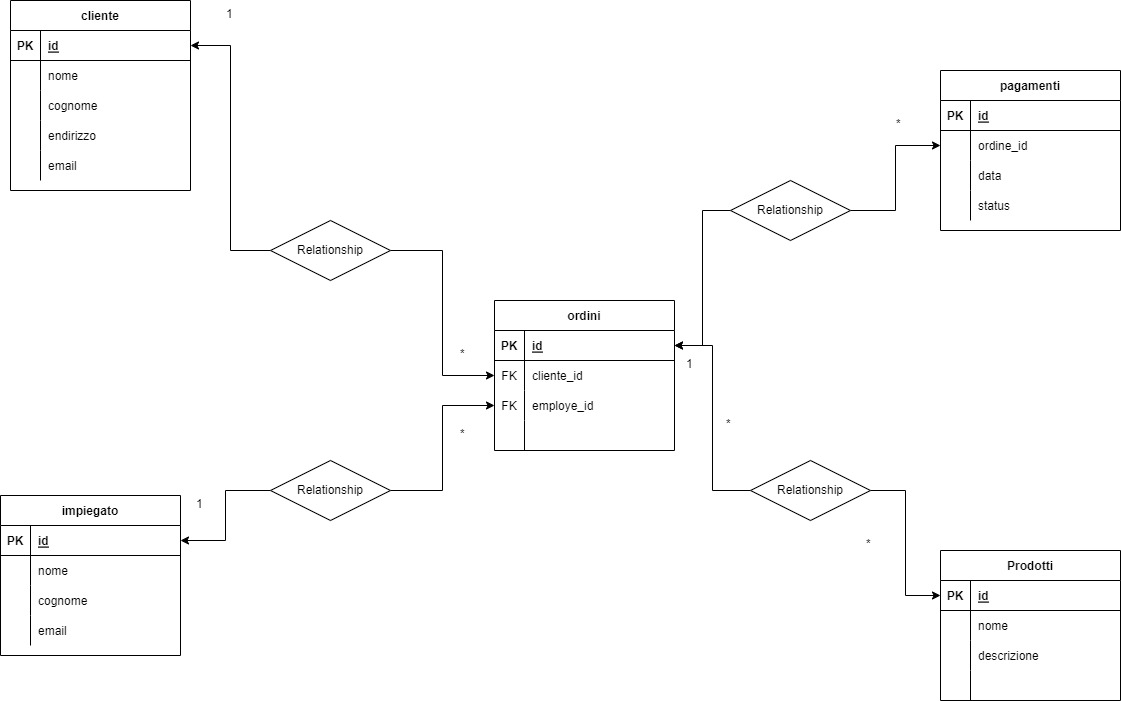 cliente
1
PK id
nome
cognome
endirizzo
email
pagamenti
PK id
ordine_id
data
status
*
Relationship
Relationship
*
ordini
PK id
FK cliente_id
FK employe_id
1
*
*
Relationship
Relationship
*
impiegato
1
PK id
nome
cognome
email
Prodotti
PK id
nome
descrizione